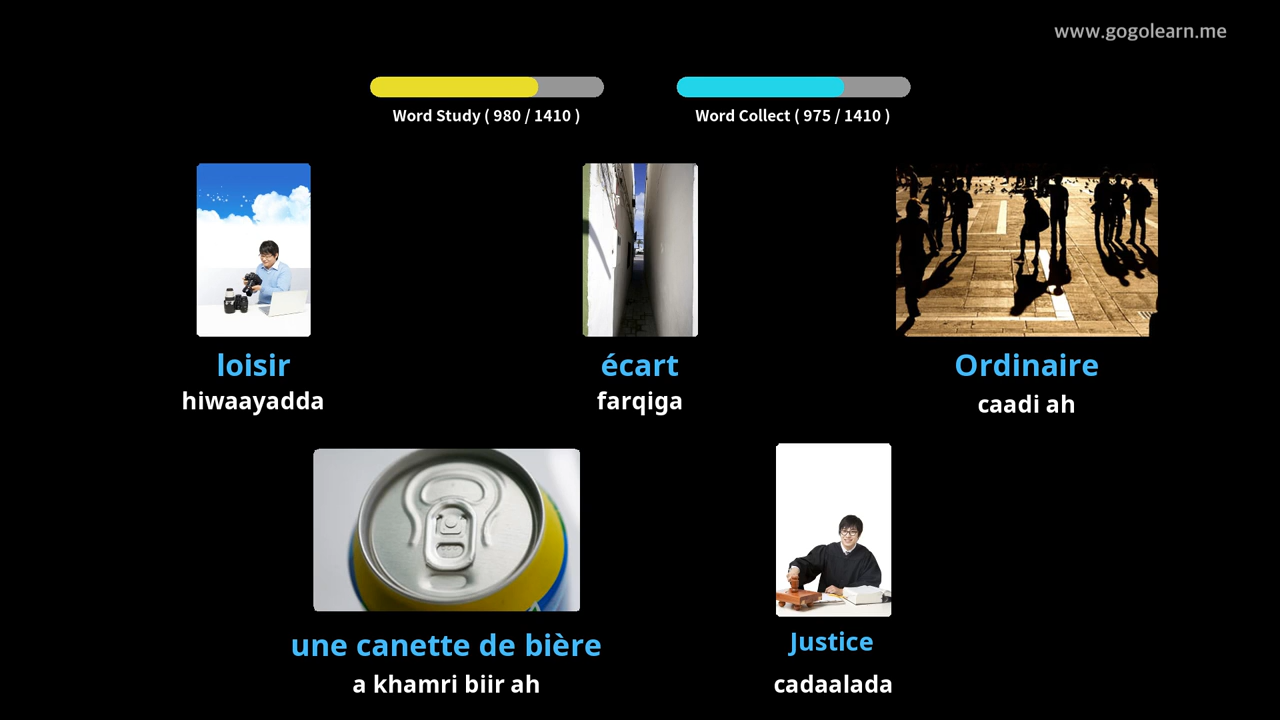 www.gogolearn.me
Word Study ( 980 / 1410 )
Word Collect ( 975 / 1410 )
loisir
hiwaayadda
écart
farqiga
Ordinaire
caadi ah
une canette de bière
a khamri biir ah
Justice
cadaalada